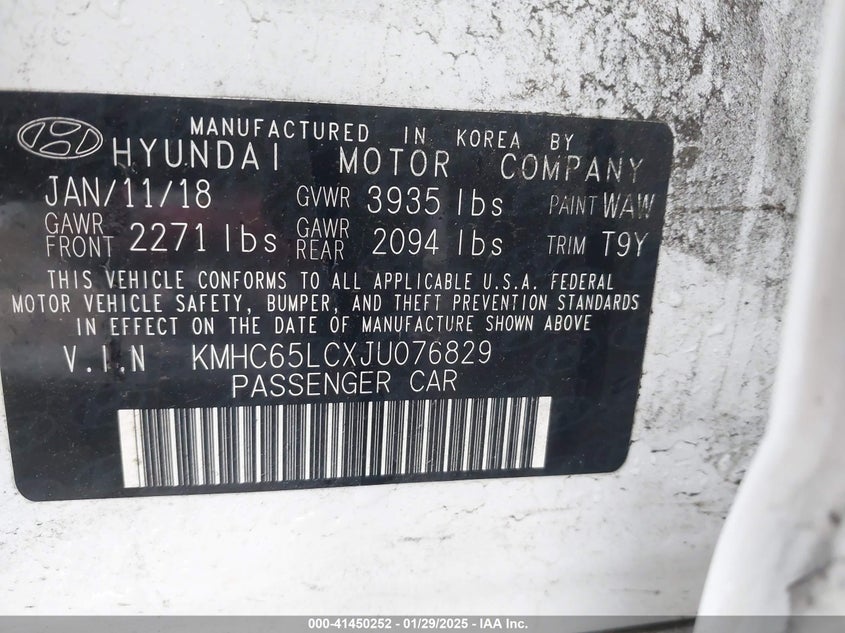 MANUFACTURED IN KOREA BY
HYUNDAI MOTOR COMPANY
JAN/11/18 GVWR 3935 lbs PAINT WAW
GAWR FRONT 2271 lbs GAWR REAR 2094 lbs TRIM T9Y
THIS VEHICLE CONFORMS TO ALL APPLICABLE U.S.A. FEDERAL
MOTOR VEHICLE SAFETY, BUMPER, AND THEFT PREVENTION STANDARDS
IN EFFECT ON THE DATE OF MANUFACTURE SHOWN ABOVE
V.I.N KMHC65LCXJU076829
PASSENGER CAR
000-41450252 - 01/29/2025 - IAA Inc.